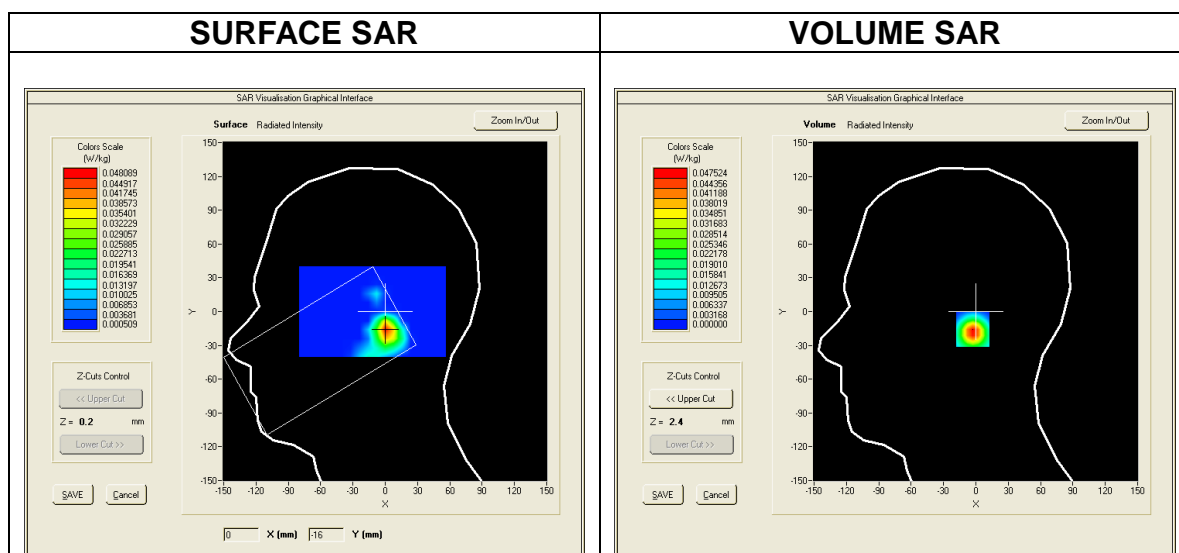 SURFACE SAR
SAR Visualisation Graphical Interface
Surface Radiated Intensity
Zoom In/Out
Colors Scale
(W/kg)
0.048089
0.044917
0.041745
0.038573
0.035401
0.032229
0.029057
0.025885
0.022713
0.019541
0.016369
0.013197
0.010025
0.006853
0.003681
0.000509
Z-Cuts Control
<< Upper Cut
Z = 0.2 mm
Lower Cut >>
SAVE Cancel
150
120
90
60
30
0
-30
-60
-90
-120
-150
Y
-150 -120 -90 -60 -30 0 30 60 90 120 150
X
0 X (mm) -16 Y (mm)
VOLUME SAR
SAR Visualisation Graphical Interface
Volume Radiated Intensity
Zoom In/Out
Colors Scale
(W/kg)
0.047524
0.044356
0.041188
0.038019
0.034851
0.031683
0.028514
0.025346
0.022178
0.019010
0.015841
0.012673
0.009505
0.006337
0.003168
0.000000
Z-Cuts Control
<< Upper Cut
Z = 2.4 mm
Lower Cut >>
SAVE Cancel
150
120
90
60
30
0
-30
-60
-90
-120
-150
Y
-150 -120 -90 -60 -30 0 30 60 90 120 150
X